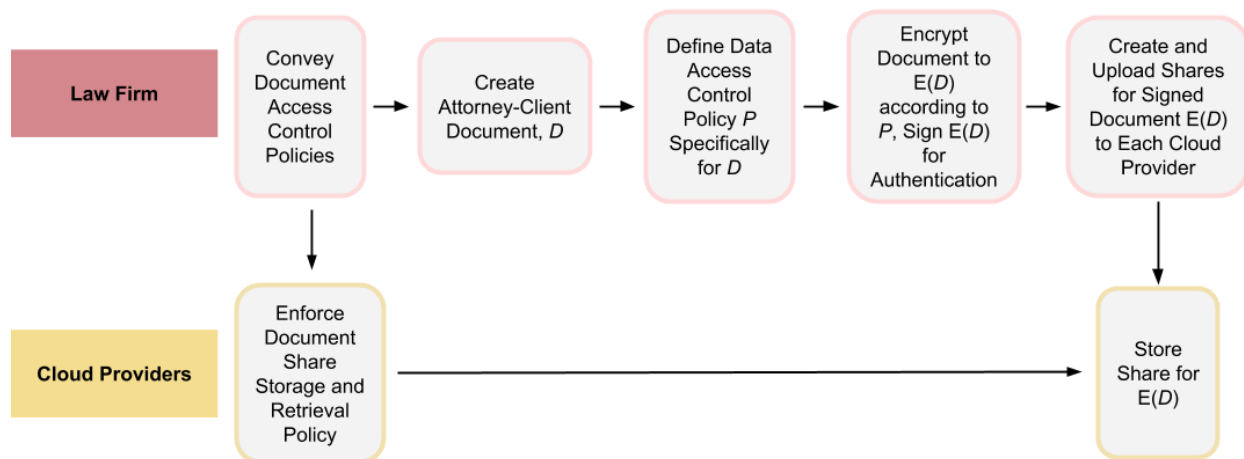 Law Firm
Convey
Document
Access
Control
Policies
Create
Attorney-Client
Document, D
Define Data
Access
Control
Policy P
Specifically
for D
Encrypt
Document to
E(D)
according to
P, Sign E(D)
for
Authentication
Create and
Upload Shares
for Signed
Document E(D)
to Each Cloud
Provider
Cloud Providers
Enforce
Document
Share
Storage and
Retrieval
Policy
Store
Share for
E(D)